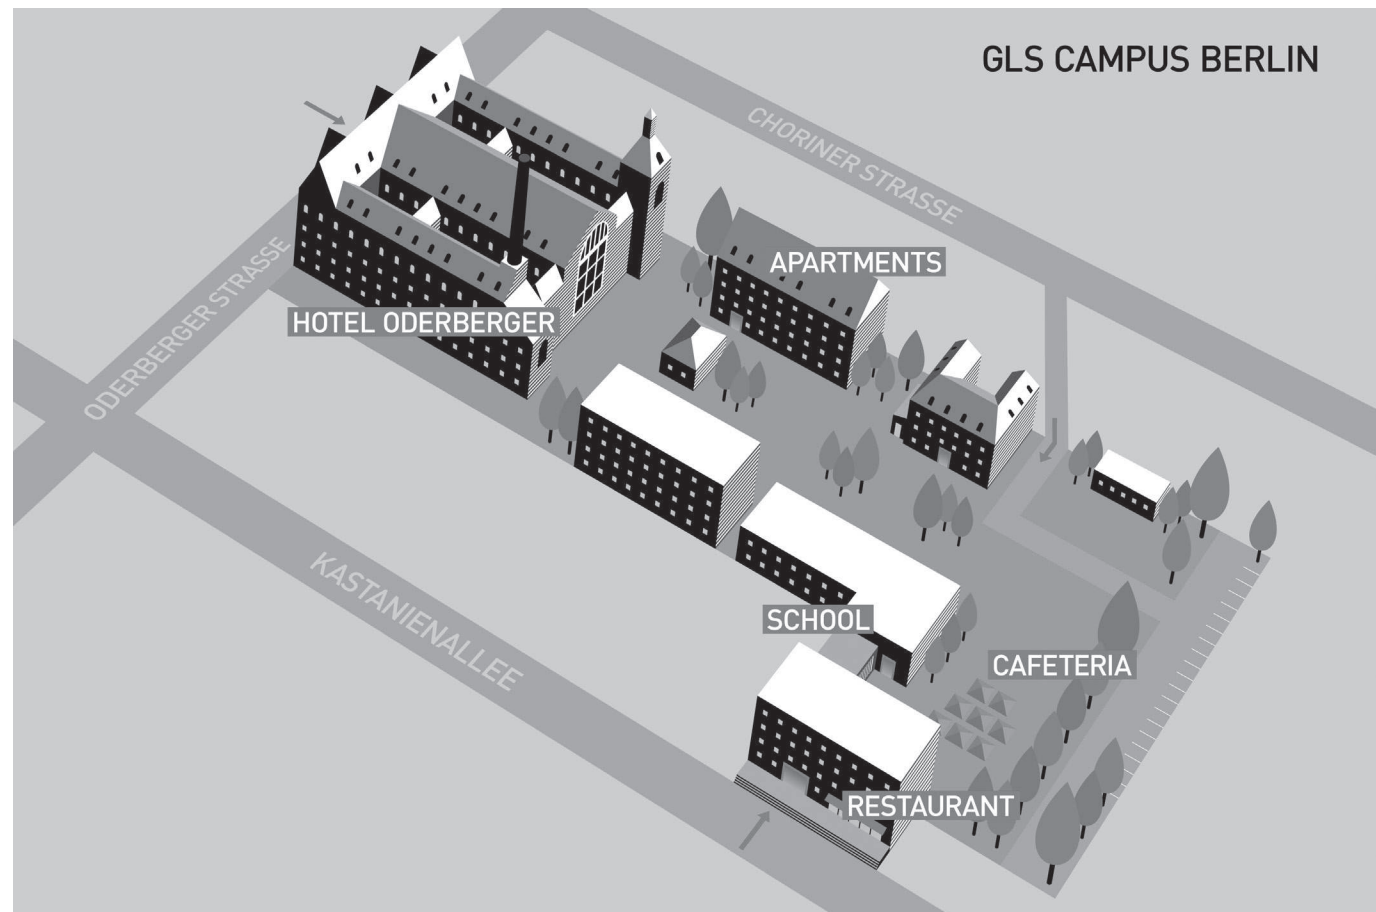 GLS CAMPUS BERLIN
CHORINER STRASSE
APARTMENTS
ODERBERGER STRASSE
HOTEL ODERBERGER
KASTANIENALLEE
SCHOOL
CAFETERIA
RESTAURANT